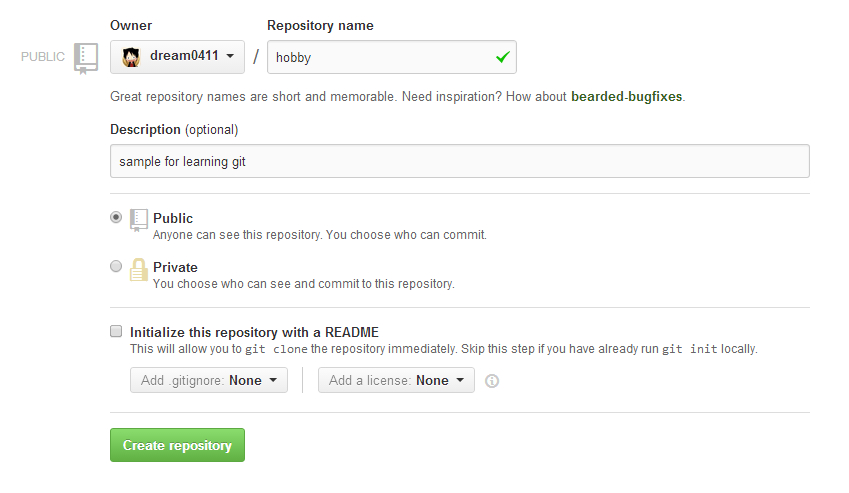 Owner
Repository name
PUBLIC
dream0411 / hobby
Great repository names are short and memorable. Need inspiration? How about bearded-bugfixes.
Description (optional)
sample for learning git
Public
Anyone can see this repository. You choose who can commit.
Private
You choose who can see and commit to this repository.
Initialize this repository with a README
This will allow you to git clone the repository immediately. Skip this step if you have already run git init locally.
Add .gitignore: None
Add a license: None
Create repository